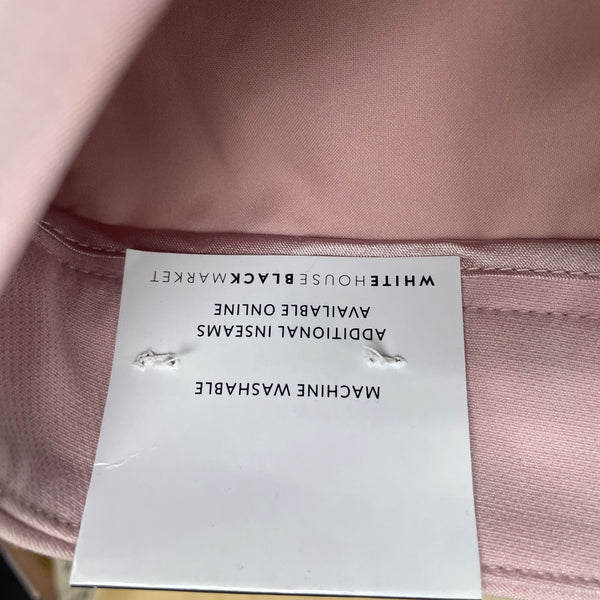 MACHINE WASHABLE
ADDITIONAL INSEAMS
AVAILABLE ONLINE
WHITEHOUSEBLACKMARKET